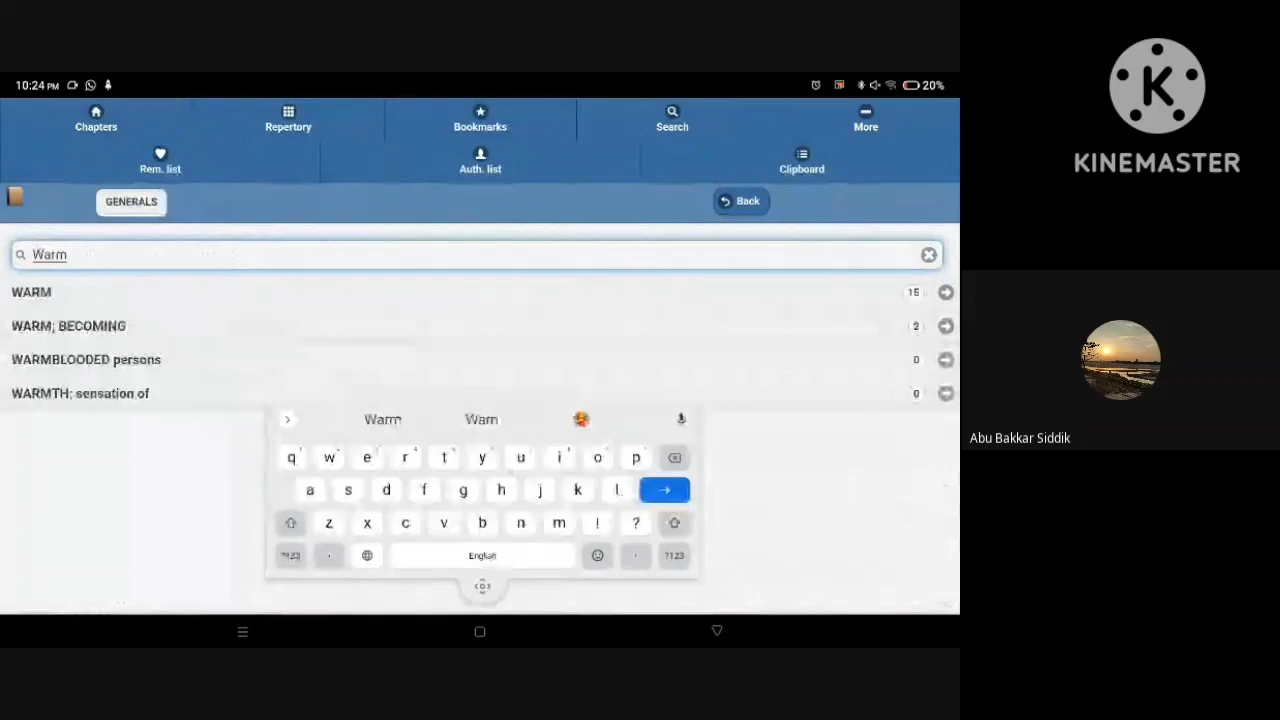 10:24 PM
20%
Chapters
Repertory
Bookmarks
Search
More
Rem. list
Auth. list
Clipboard
GENERALS
Back
Warm
WARM 15
WARM; BECOMING 2
WARMBLOODED persons 0
WARMTH; sensation of 0
Warm Warn
q w e r t y u i o p
a s d f g h j k l
z x c v b n m ! ?
English ?123
K
KINEMASTER
Abu Bakkar Siddik